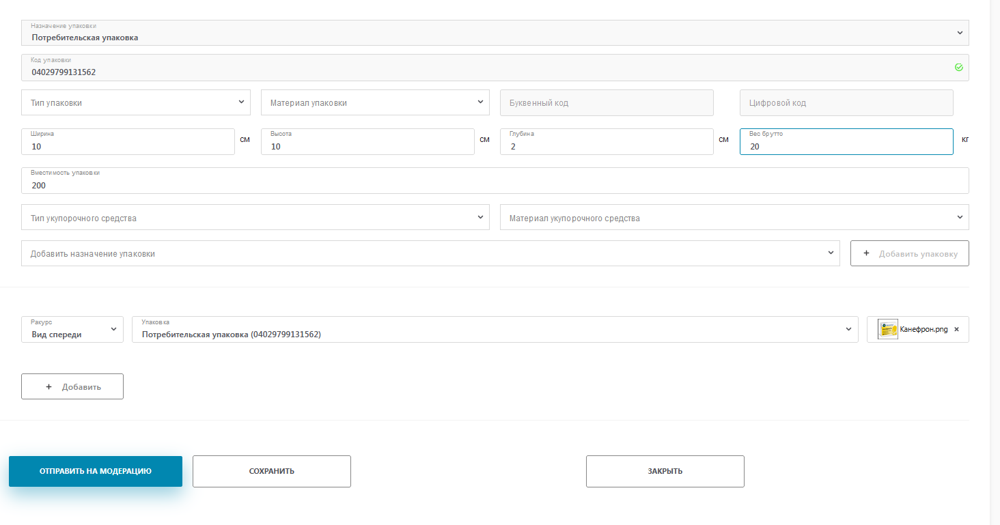 Назначение упаковки
Потребительская упаковка
Код упаковки
04029799131562
Тип упаковки
Материал упаковки
Буквенный код
Цифровой код
Ширина
10
см
Высота
10
см
Глубина
2
см
Вес брутто
20
кг
Вместимость упаковки
200
Тип укупорочного средства
Материал укупорочного средства
Добавить назначение упаковки
+ Добавить упаковку
Ракурс
Вид спереди
Упаковка
Потребительская упаковка (04029799131562)
Канефрон.png ×
+ Добавить
ОТПРАВИТЬ НА МОДЕРАЦИЮ
СОХРАНИТЬ
ЗАКРЫТЬ